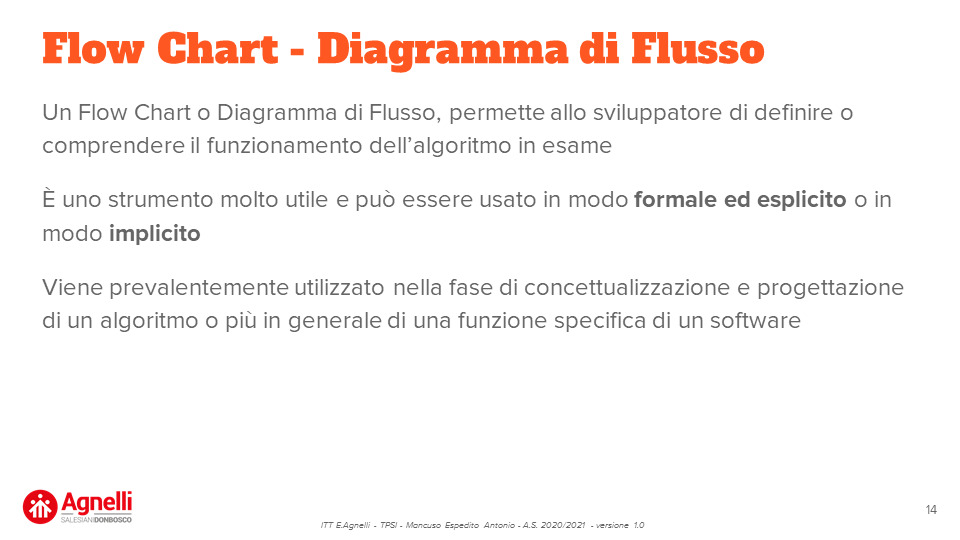 Flow Chart - Diagramma di Flusso
Un Flow Chart o Diagramma di Flusso, permette allo sviluppatore di definire o
comprendere il funzionamento dell’algoritmo in esame
È uno strumento molto utile e può essere usato in modo formale ed esplicito o in
modo implicito
Viene prevalentemente utilizzato nella fase di concettualizzazione e progettazione
di un algoritmo o più in generale di una funzione specifica di un software
Agnelli
SALESIANI DONBOSCO
ITT E.Agnelli - TPSI - Mancuso Espedito Antonio - A.S. 2020/2021 - versione 1.0
14